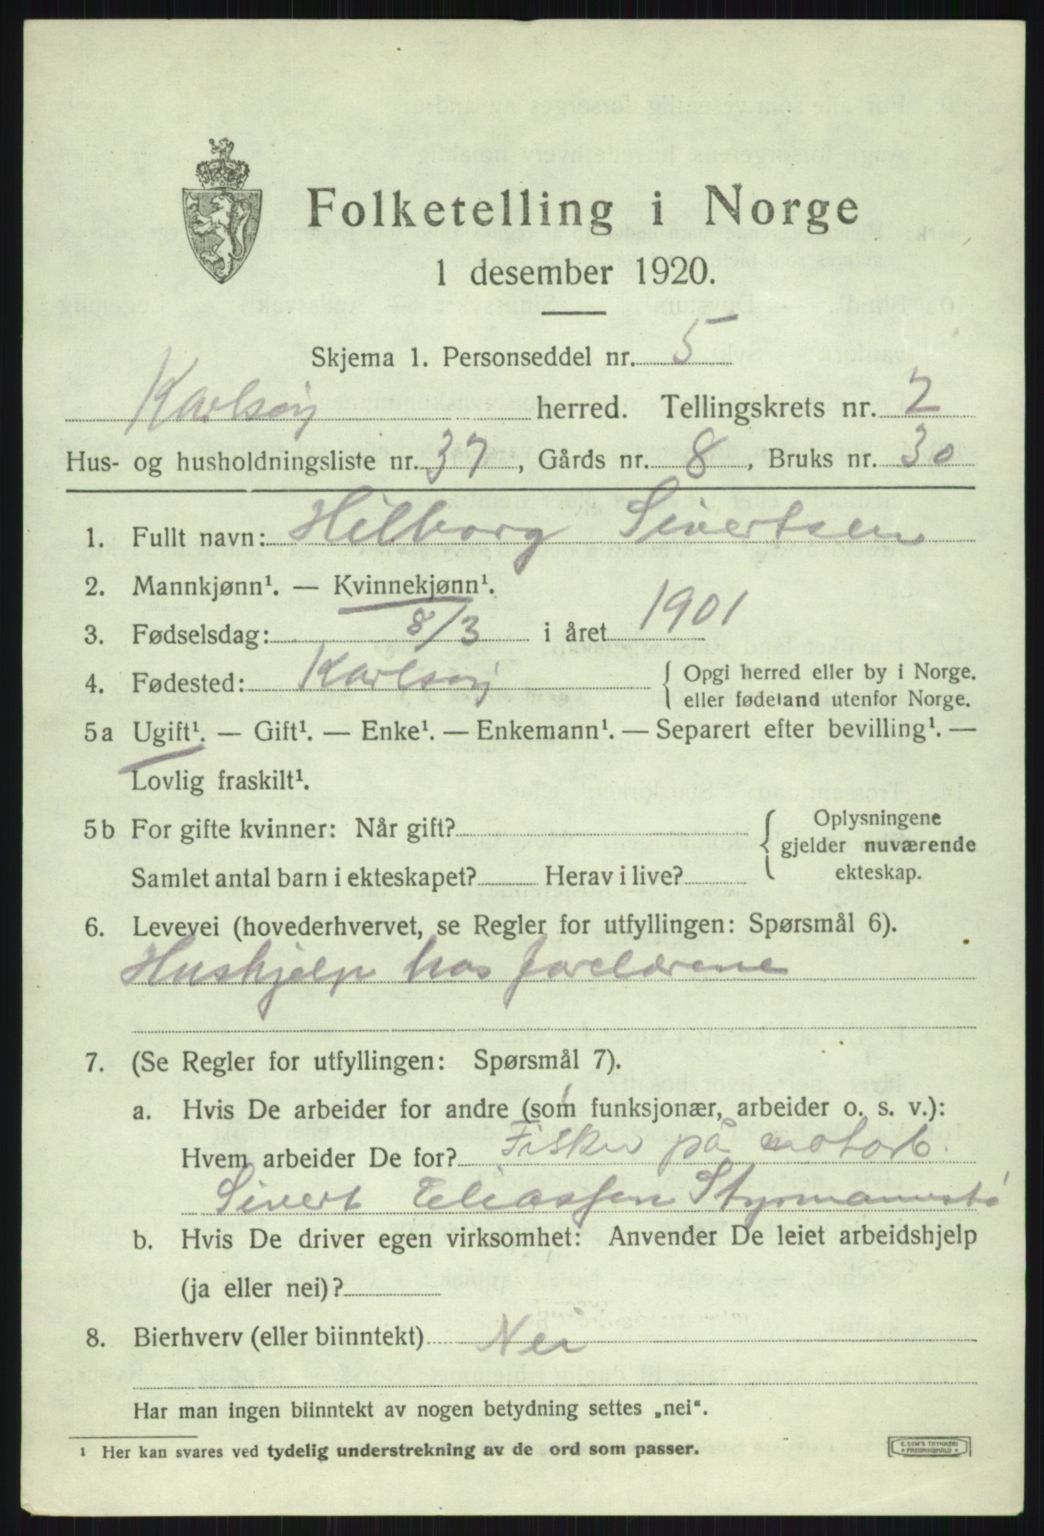 Folketelling i Norge
1 desember 1920.
Skjema 1. Personseddel nr. 5
Karlsøy herred. Tellingskrets nr. 2
Hus- og husholdningsliste nr. 37, Gårds nr. 8, Bruks nr. 30
1. Fullt navn: Hilborg Sivertsen
2. Mannkjønn¹. — Kvinnekjønn¹.
3. Fødselsdag: 8/3 i året 1901
4. Fødested: Karlsøy { Opgi herred eller by i Norge.
eller fødeland utenfor Norge.
5a Ugift¹. — Gift¹. — Enke¹. — Enkemann¹. — Separert efter bevilling¹. —
Lovlig fraskilt¹.
5b For gifte kvinner: Når gift? { Oplysningene
gjelder nuværende
Samlet antal barn i ekteskapet? Herav i live? ekteskap.
6. Levevei (hovederhvervet, se Regler for utfyllingen: Spørsmål 6).
Hushjelp hos foreldrene
7. (Se Regler for utfyllingen: Spørsmål 7).
a. Hvis De arbeider for andre (som funksjonær, arbeider o. s. v.):
Hvem arbeider De for? Fisker på motorb.
Sivert Eliassen
b. Hvis De driver egen virksomhet: Anvender De leiet arbeidshjelp
(ja eller nei)?
8. Bierhverv (eller biinntekt) Nei
Har man ingen biinntekt av nogen betydning settes „nei“.
¹ Her kan svares ved tydelig understrekning av de ord som passer.